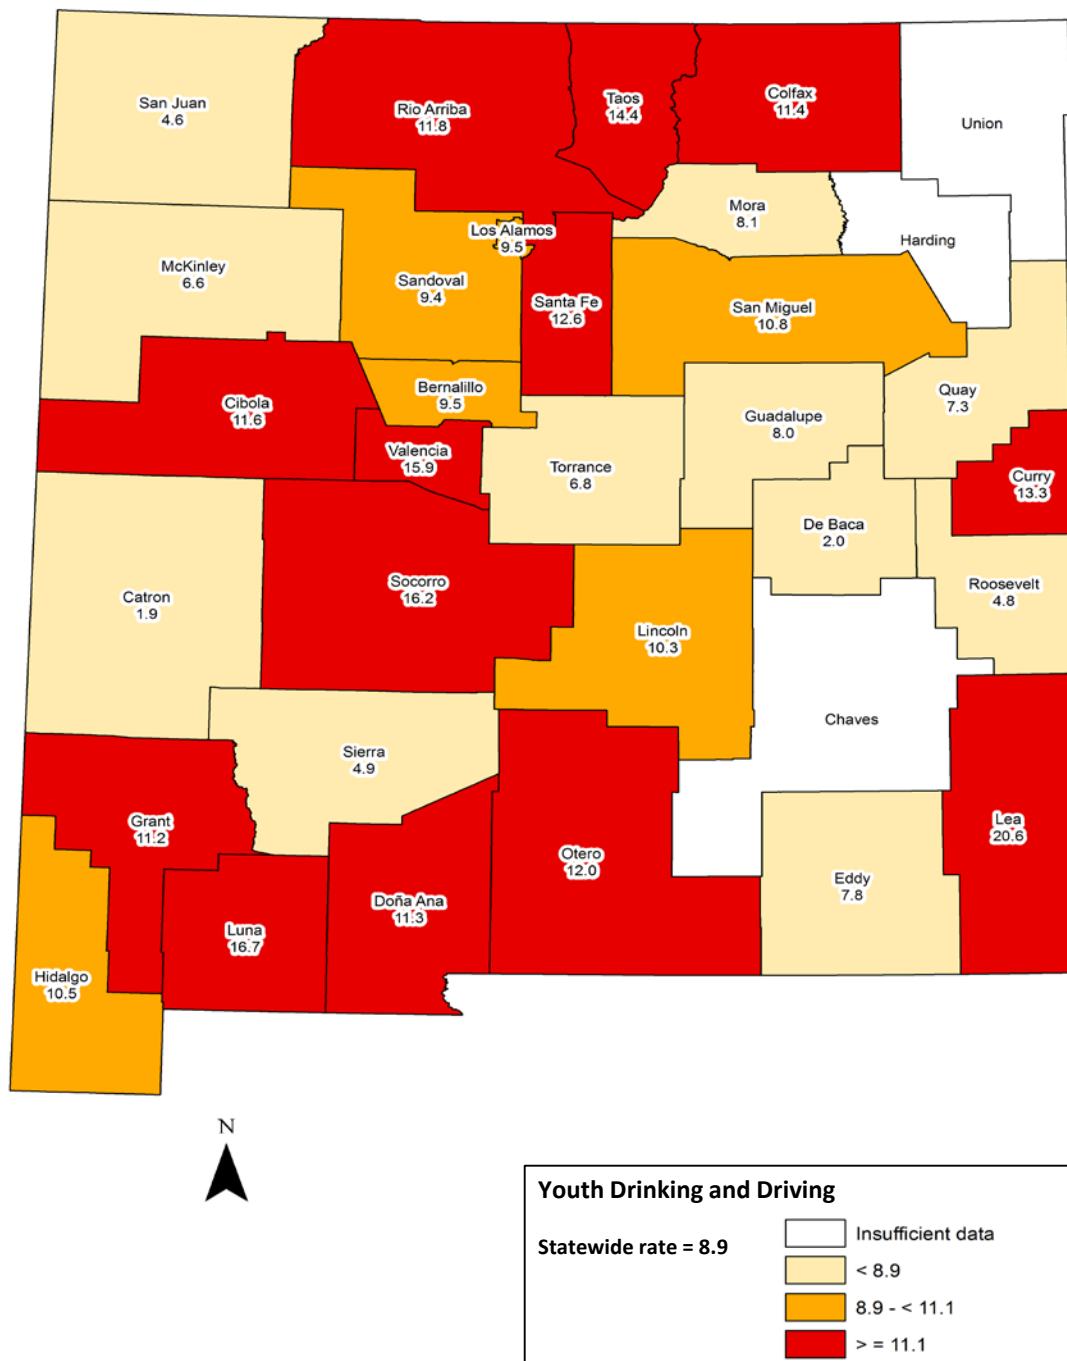 San Juan
4.6
Rio Arriba
11.8
Taos
14.4
Colfax
11.4
Union
Mora
8.1
Harding
Los Alamos
9.5
McKinley
6.6
Sandoval
9.4
Santa Fe
12.6
San Miguel
10.8
Bernalillo
9.5
Quay
7.3
Cibola
11.6
Guadalupe
8.0
Valencia
15.9
Torrance
6.8
Curry
13.3
De Baca
2.0
Roosevelt
4.8
Catron
1.9
Socorro
16.2
Lincoln
10.3
Chaves
Sierra
4.9
Grant
11.2
Otero
12.0
Lea
20.6
Eddy
7.8
Doña Ana
11.3
Luna
16.7
Hidalgo
10.5
N
Youth Drinking and Driving
Statewide rate = 8.9
Insufficient data
< 8.9
8.9 - < 11.1
> = 11.1